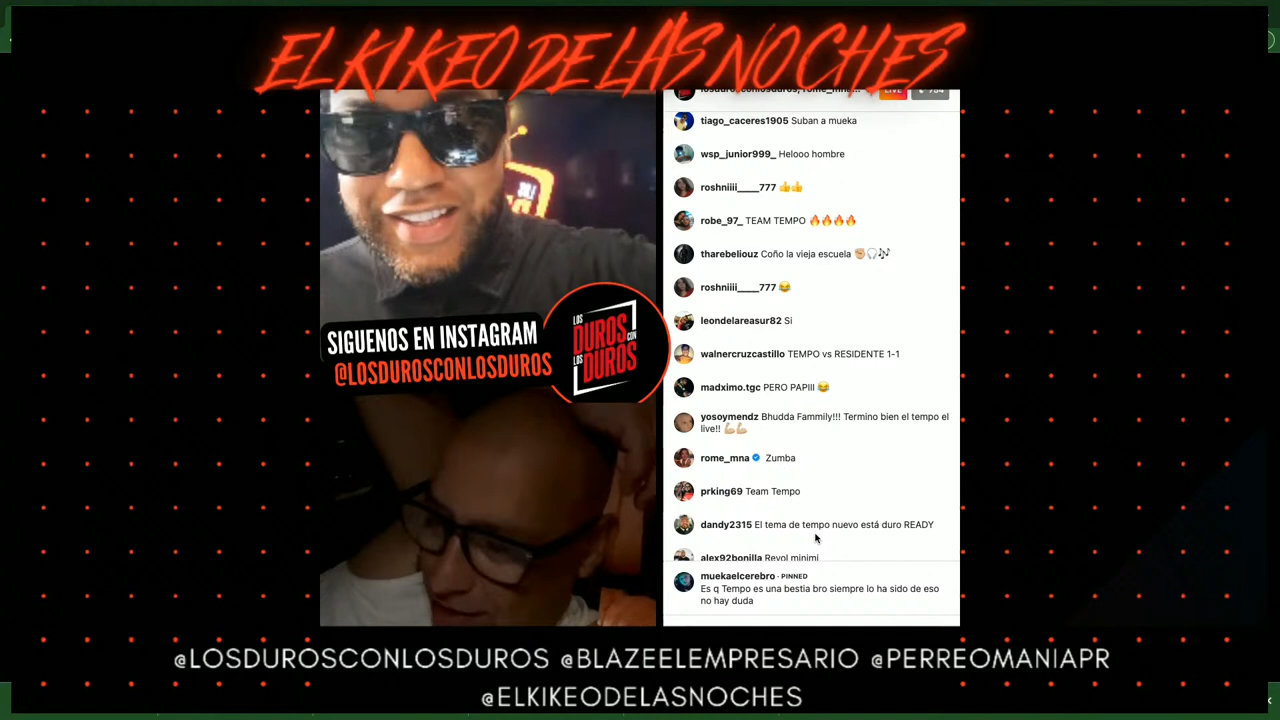 EL KIKEO DE LAS NOCHES
LIVE
tiago_caceres1905 Suban a mueka
wsp_junior999_ Helooo hombre
roshniiii____777 👍👍
robe_97_ TEAM TEMPO 🔥🔥🔥🔥
tharebeliouz Coño la vieja escuela ✊🏼🎧🎶
roshniiii____777 😂
leondelareasur82 Si
walnercruzcastillo TEMPO vs RESIDENTE 1-1
madximo.tgc PERO PAPIII 😂
yosoymendz Bhudda Fammily!!! Termino bien el tempo el
live!! 💪🏼💪🏼
rome_mna Zumba
prking69 Team Tempo
dandy2315 El tema de tempo nuevo está duro READY
alex92bonilla Revol minimi
muekaelcerebro · PINNED
Es q Tempo es una bestia bro siempre lo ha sido de eso
no hay duda
SIGUENOS EN INSTAGRAM
@LOSDUROSCONLOSDUROS
LOS
DUROS
CON
LOS
DUROS
@LOSDUROSCONLOSDUROS @BLAZEELEMPRESARIO @PERREOMANIAPR
@ELKIKEODELASNOCHES